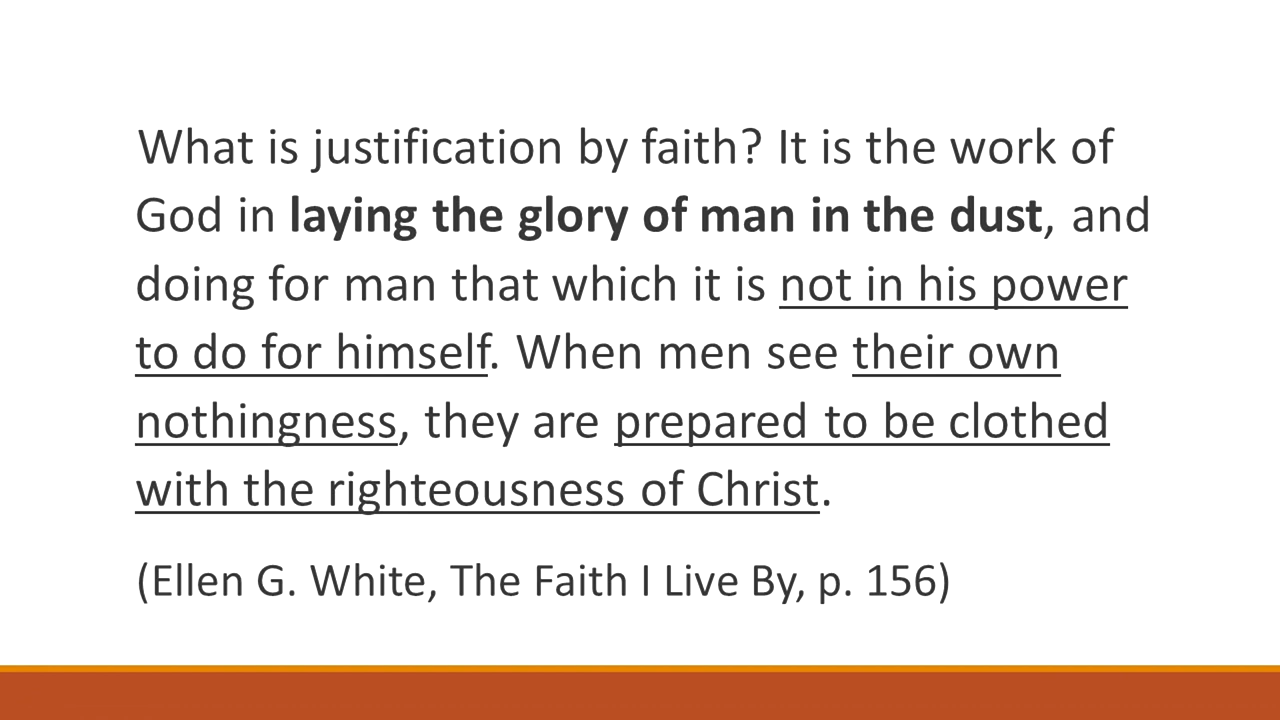 What is justification by faith? It is the work of
God in laying the glory of man in the dust, and
doing for man that which it is not in his power
to do for himself. When men see their own
nothingness, they are prepared to be clothed
with the righteousness of Christ.
(Ellen G. White, The Faith I Live By, p. 156)